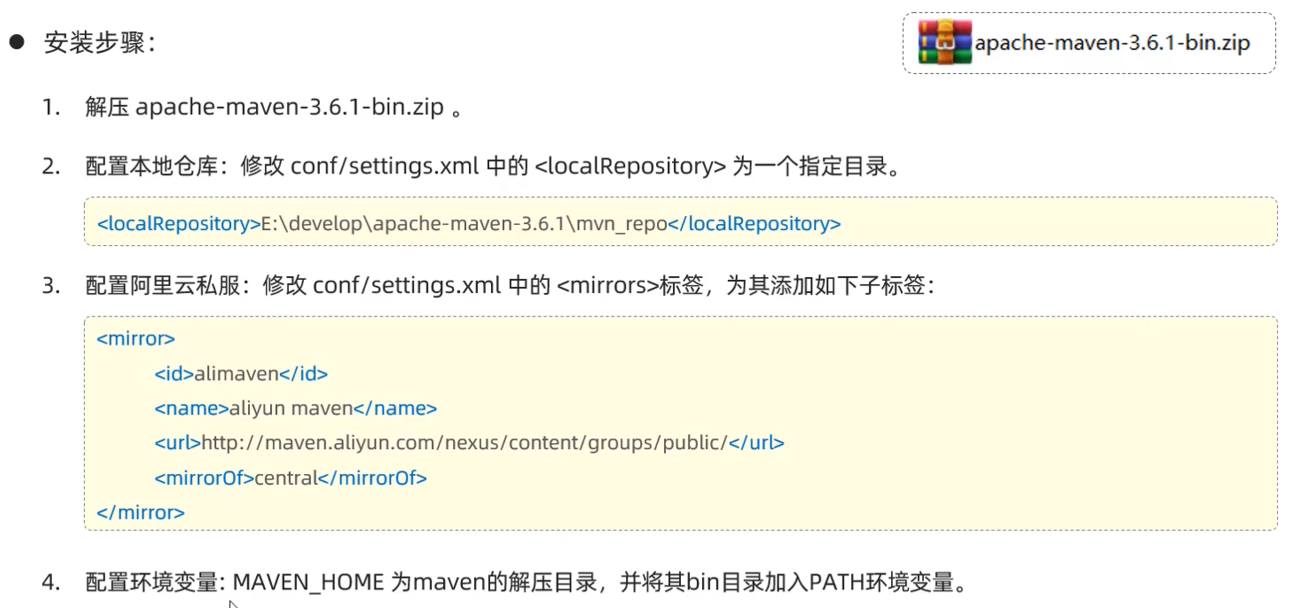 ● 安装步骤：
apache-maven-3.6.1-bin.zip
1. 解压 apache-maven-3.6.1-bin.zip 。
2. 配置本地仓库：修改 conf/settings.xml 中的 <localRepository> 为一个指定目录。
<localRepository>E:\develop\apache-maven-3.6.1\mvn_repo</localRepository>
3. 配置阿里云私服：修改 conf/settings.xml 中的 <mirrors>标签，为其添加如下子标签：
<mirror>
<id>alimaven</id>
<name>aliyun maven</name>
<url>http://maven.aliyun.com/nexus/content/groups/public/</url>
<mirrorOf>central</mirrorOf>
</mirror>
4. 配置环境变量: MAVEN_HOME 为maven的解压目录，并将其bin目录加入PATH环境变量。